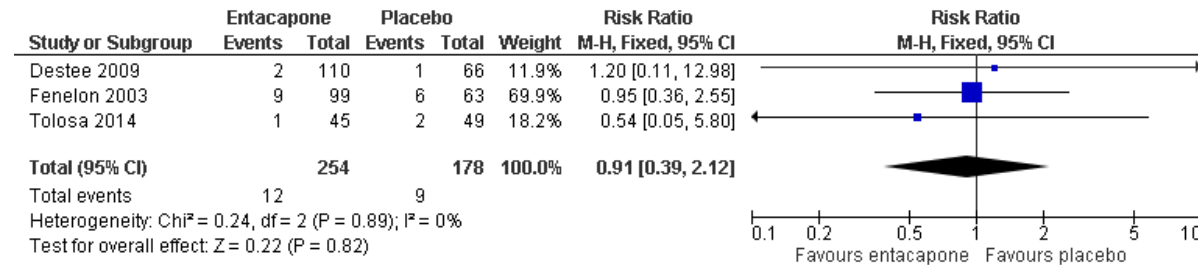 Entacapone Placebo Risk Ratio Risk Ratio
Study or Subgroup Events Total Events Total Weight M-H, Fixed, 95% CI M-H, Fixed, 95% CI
Destee 2009 2 110 1 66 11.9% 1.20 [0.11, 12.98]
Fenelon 2003 9 99 6 63 69.9% 0.95 [0.36, 2.55]
Tolosa 2014 1 45 2 49 18.2% 0.54 [0.05, 5.80]
Total (95% CI) 254 178 100.0% 0.91 [0.39, 2.12]
Total events 12 9
Heterogeneity: Chi² = 0.24, df = 2 (P = 0.89); I² = 0%
Test for overall effect: Z = 0.22 (P = 0.82)
0.1 0.2 0.5 1 2 5 10
Favours entacapone Favours placebo